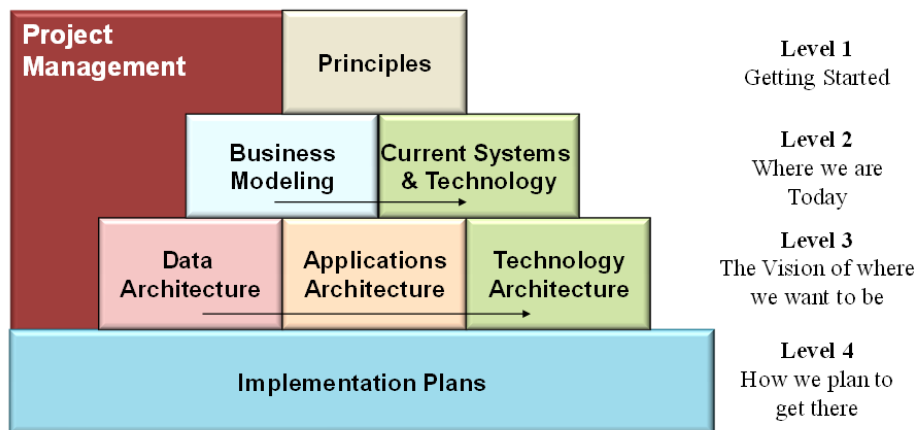 Project
Management
Principles
Level 1
Getting Started
Business
Modeling
Current Systems
& Technology
Level 2
Where we are
Today
Data
Architecture
Applications
Architecture
Technology
Architecture
Level 3
The Vision of where
we want to be
Implementation Plans
Level 4
How we plan to
get there